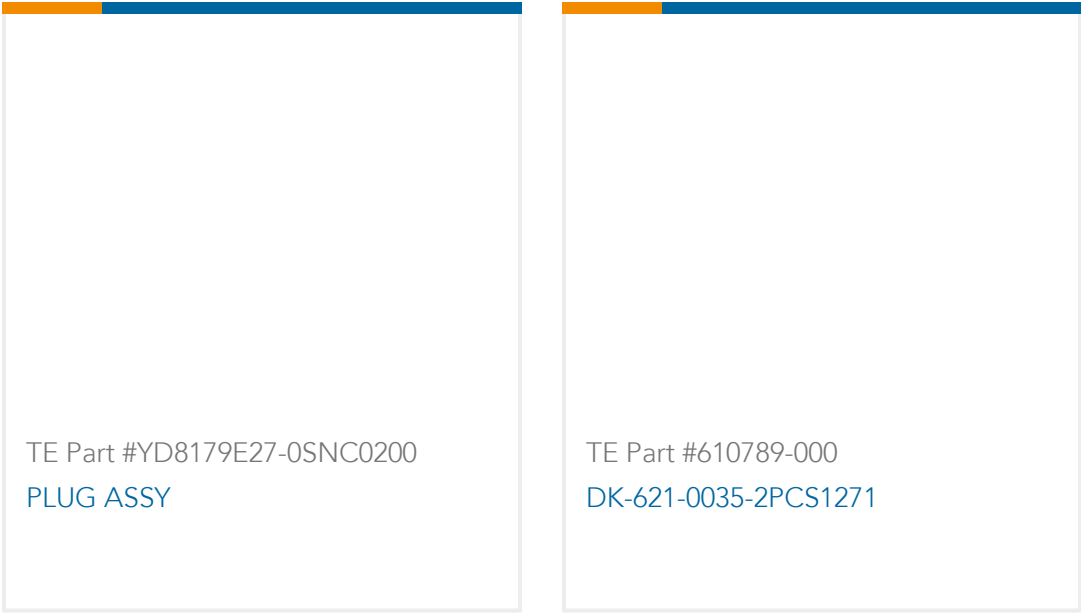 TE Part #YD8179E27-0SNC0200
PLUG ASSY
TE Part #610789-000
DK-621-0035-2PCS1271